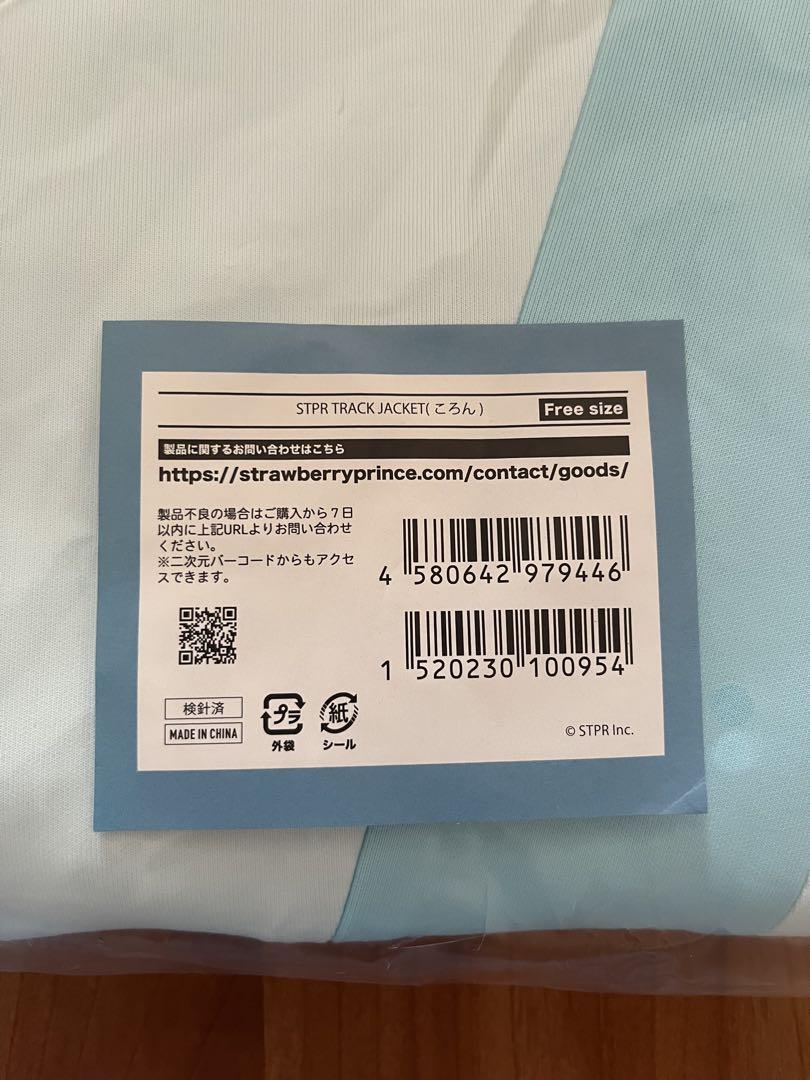 STPR TRACK JACKET(ころん)
Free size
製品に関するお問い合わせはこちら
https://strawberryprince.com/contact/goods/
製品不良の場合はご購入から7日
以内に上記URLよりお問い合わせ
ください。
※二次元バーコードからもアクセ
スできます。
4 580642 979446
1 520230 100954
検針済
MADE IN CHINA
プラ
外袋
紙
シール
© STPR Inc.